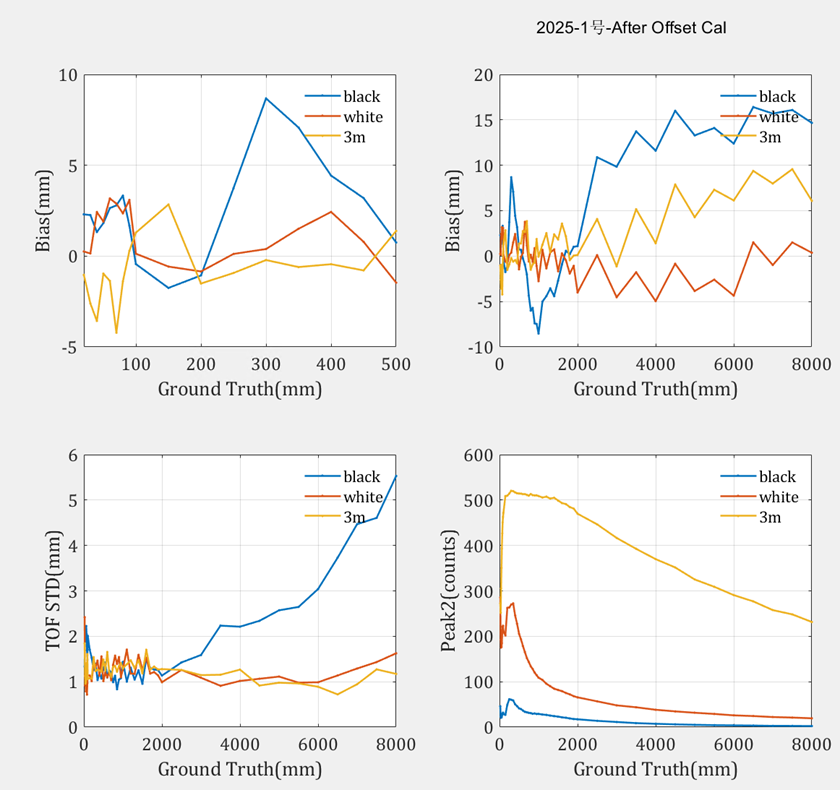 2025-1号-After Offset Cal
10
5
0
-5
Bias(mm)
100 200 300 400 500
Ground Truth(mm)
black
white
3m
20
15
10
5
0
-5
-10
Bias(mm)
0 2000 4000 6000 8000
Ground Truth(mm)
black
white
3m
6
5
4
3
2
1
0
TOF STD(mm)
0 2000 4000 6000 8000
Ground Truth(mm)
black
white
3m
600
500
400
300
200
100
0
Peak2(counts)
0 2000 4000 6000 8000
Ground Truth(mm)
black
white
3m